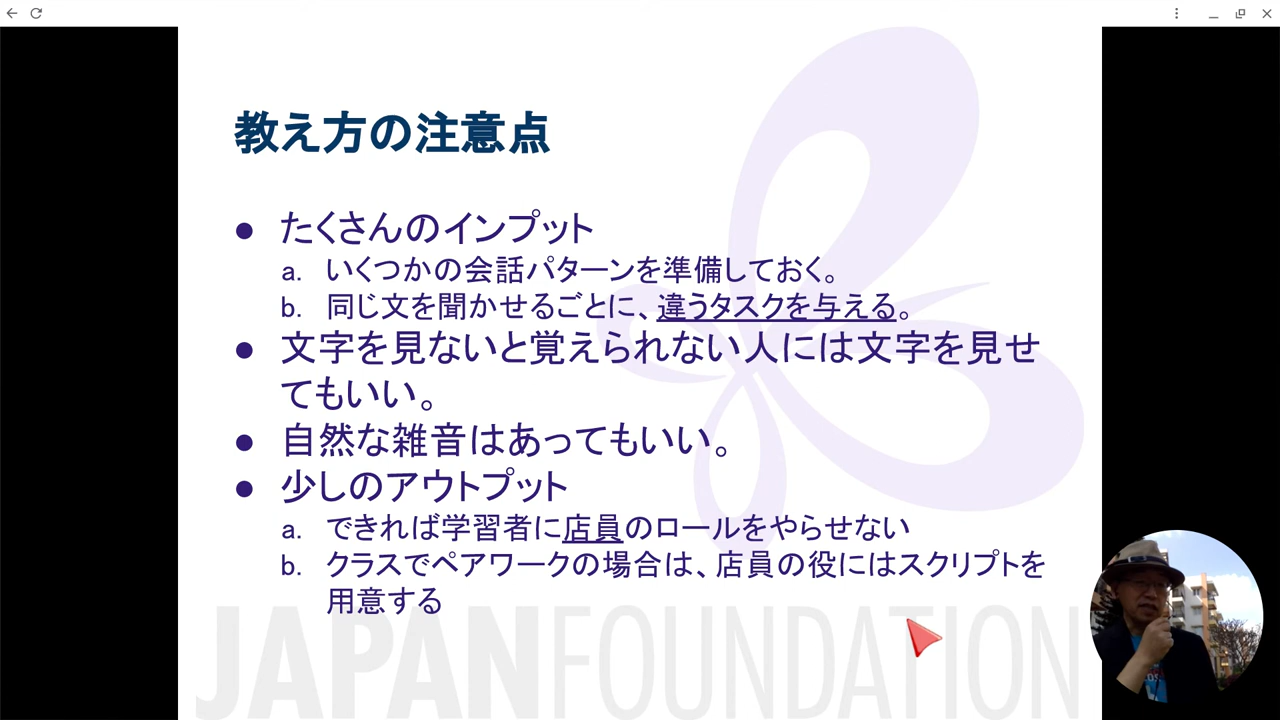 教え方の注意点
● たくさんのインプット
a. いくつかの会話パターンを準備しておく。
b. 同じ文を聞かせるごとに、違うタスクを与える。
● 文字を見ないと覚えられない人には文字を見せ
てもいい。
● 自然な雑音はあってもいい。
● 少しのアウトプット
a. できれば学習者に店員のロールをやらせない
b. クラスでペアワークの場合は、店員の役にはスクリプトを
用意する
JAPANFOUNDATION